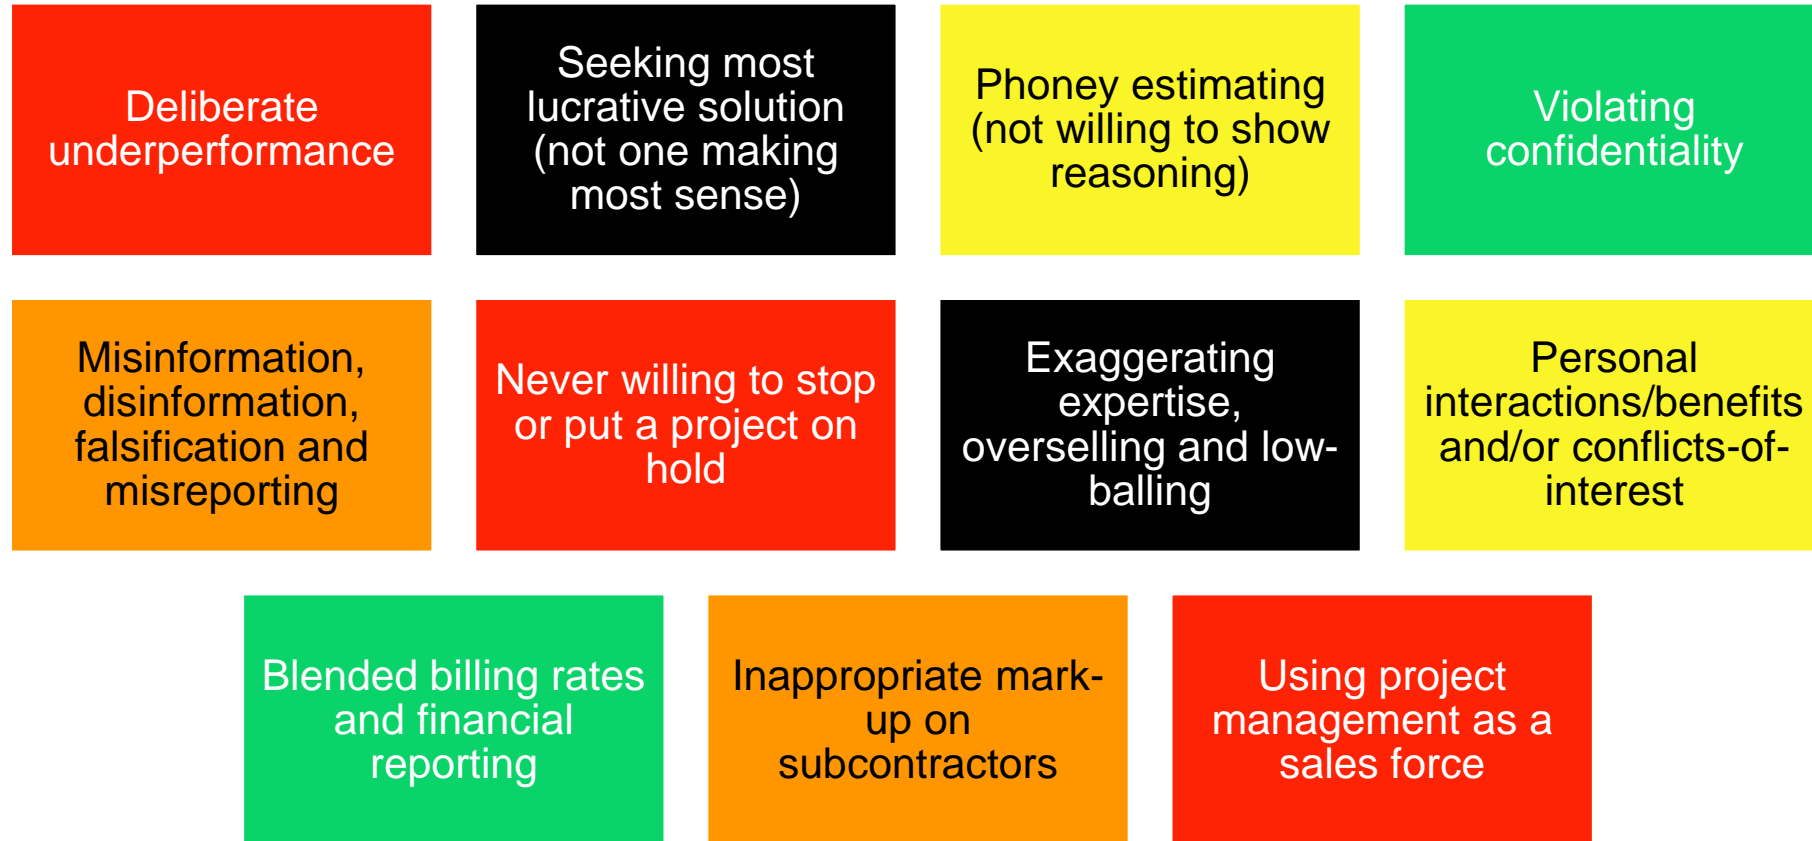 Deliberate
underperformance
Seeking most
lucrative solution
(not one making
most sense)
Phoney estimating
(not willing to show
reasoning)
Violating
confidentiality
Misinformation,
disinformation,
falsification and
misreporting
Never willing to stop
or put a project on
hold
Exaggerating
expertise,
overselling and low-
balling
Personal
interactions/benefits
and/or conflicts-of-
interest
Blended billing rates
and financial
reporting
Inappropriate mark-
up on
subcontractors
Using project
management as a
sales force